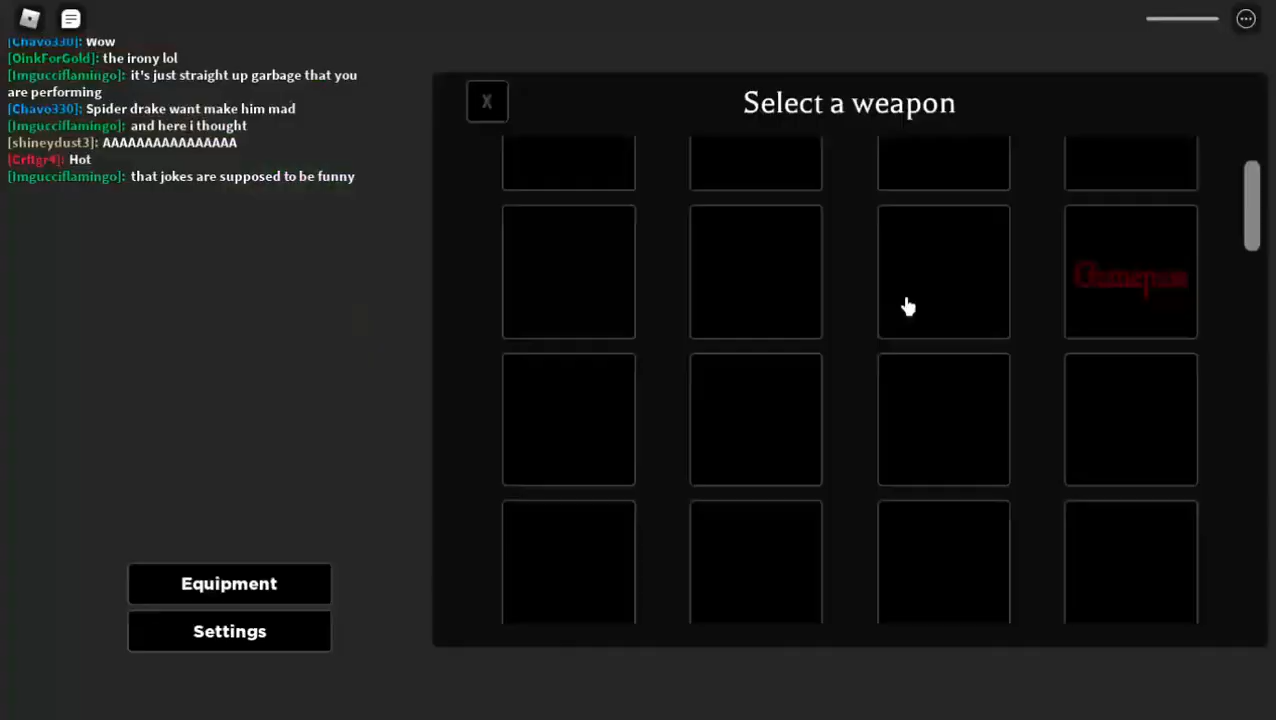 [Chavo330]: Wow
[OinkForGold]: the irony lol
[Imgucciflamingo]: it's just straight up garbage that you
are performing
[Chavo330]: Spider drake want make him mad
[Imgucciflamingo]: and here i thought
[shineydust3]: AAAAAAAAAAAAAAAA
[Crftgr4]: Hot
[Imgucciflamingo]: that jokes are supposed to be funny
Select a weapon
X
Gamepass
Equipment
Settings